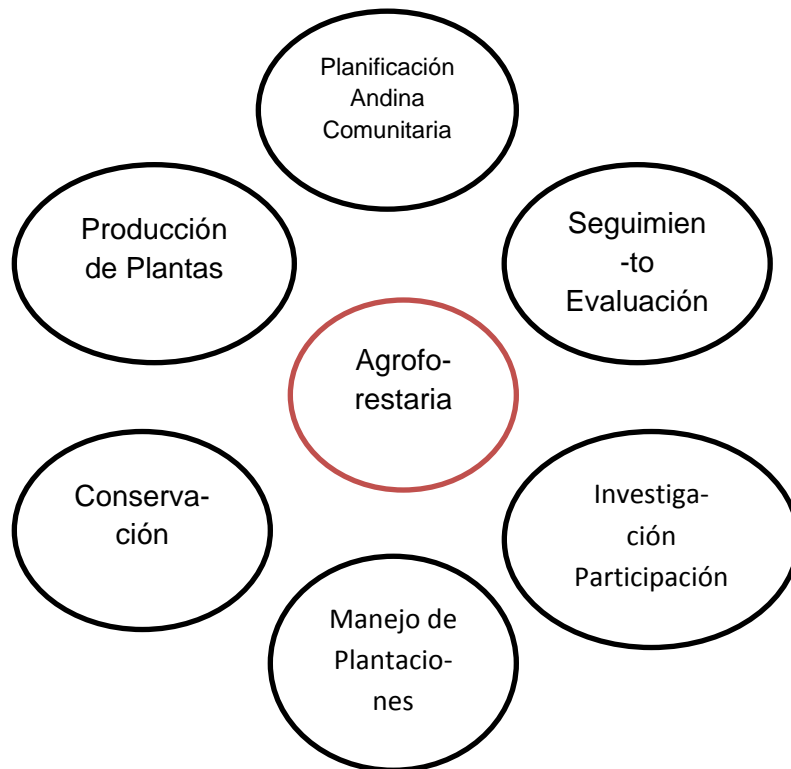 Planificación
Andina
Comunitaria
Producción
de Plantas
Seguimien
-to
Evaluación
Agrofo-
restaria
Conserva-
ción
Investiga-
ción
Participación
Manejo de
Plantacio-
nes